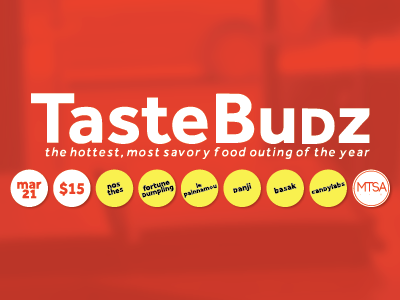 TasteBudz
the hottest, most savory food outing of the year
mar
21
$15
nos
thes
fortune
dumpling
le
painnamou
Danji
Basak
candylabs
MTSA